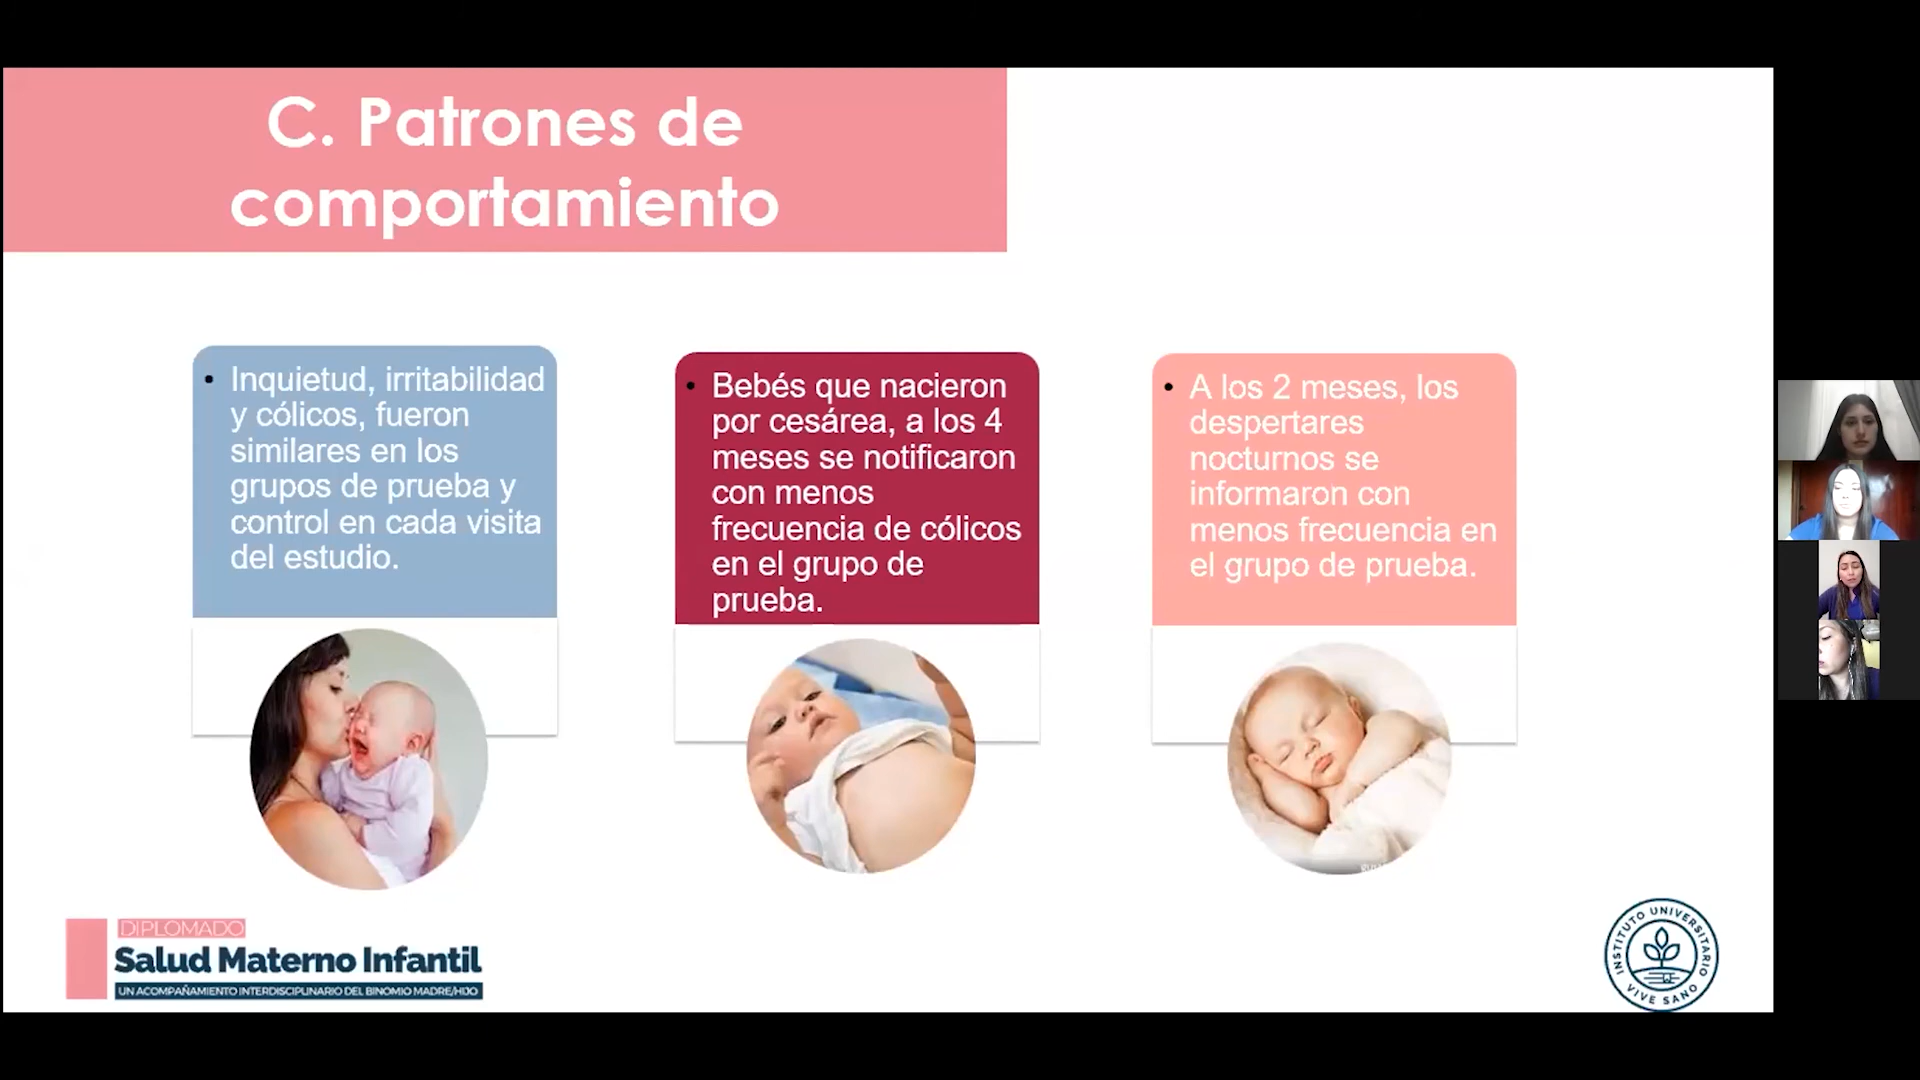 C. Patrones de
comportamiento
• Inquietud, irritabilidad
y cólicos, fueron
similares en los
grupos de prueba y
control en cada visita
del estudio.
• Bebés que nacieron
por cesárea, a los 4
meses se notificaron
con menos
frecuencia de cólicos
en el grupo de
prueba.
• A los 2 meses, los
despertares
nocturnos se
informaron con
menos frecuencia en
el grupo de prueba.
DIPLOMADO
Salud Materno Infantil
UN ACOMPAÑAMIENTO INTERDISCIPLINARIO DEL BINOMIO MADRE/HIJO
INSTITUTO UNIVERSITARIO
VIVE SANO